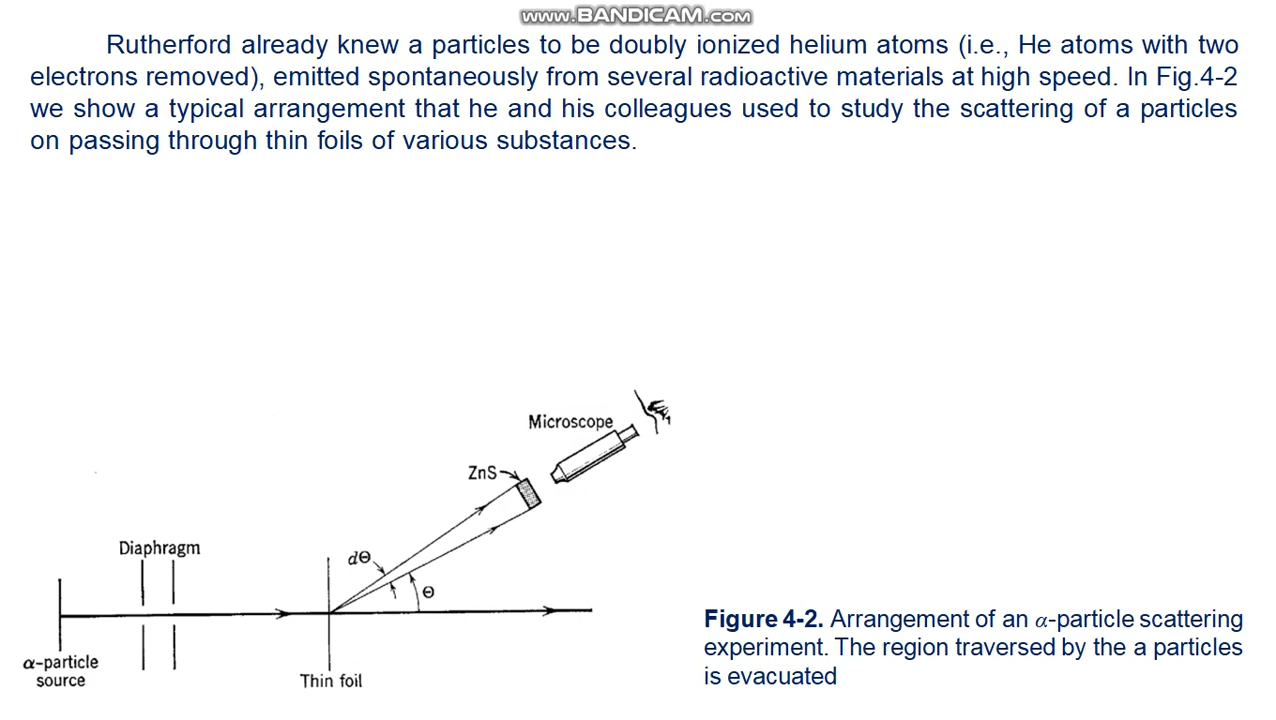 www.BANDICAM.com
Rutherford already knew a particles to be doubly ionized helium atoms (i.e., He atoms with two
electrons removed), emitted spontaneously from several radioactive materials at high speed. In Fig.4-2
we show a typical arrangement that he and his colleagues used to study the scattering of a particles
on passing through thin foils of various substances.
Microscope
ZnS
Diaphragm
dΘ
Θ
α-particle
source
Thin foil
Figure 4-2. Arrangement of an α-particle scattering
experiment. The region traversed by the a particles
is evacuated